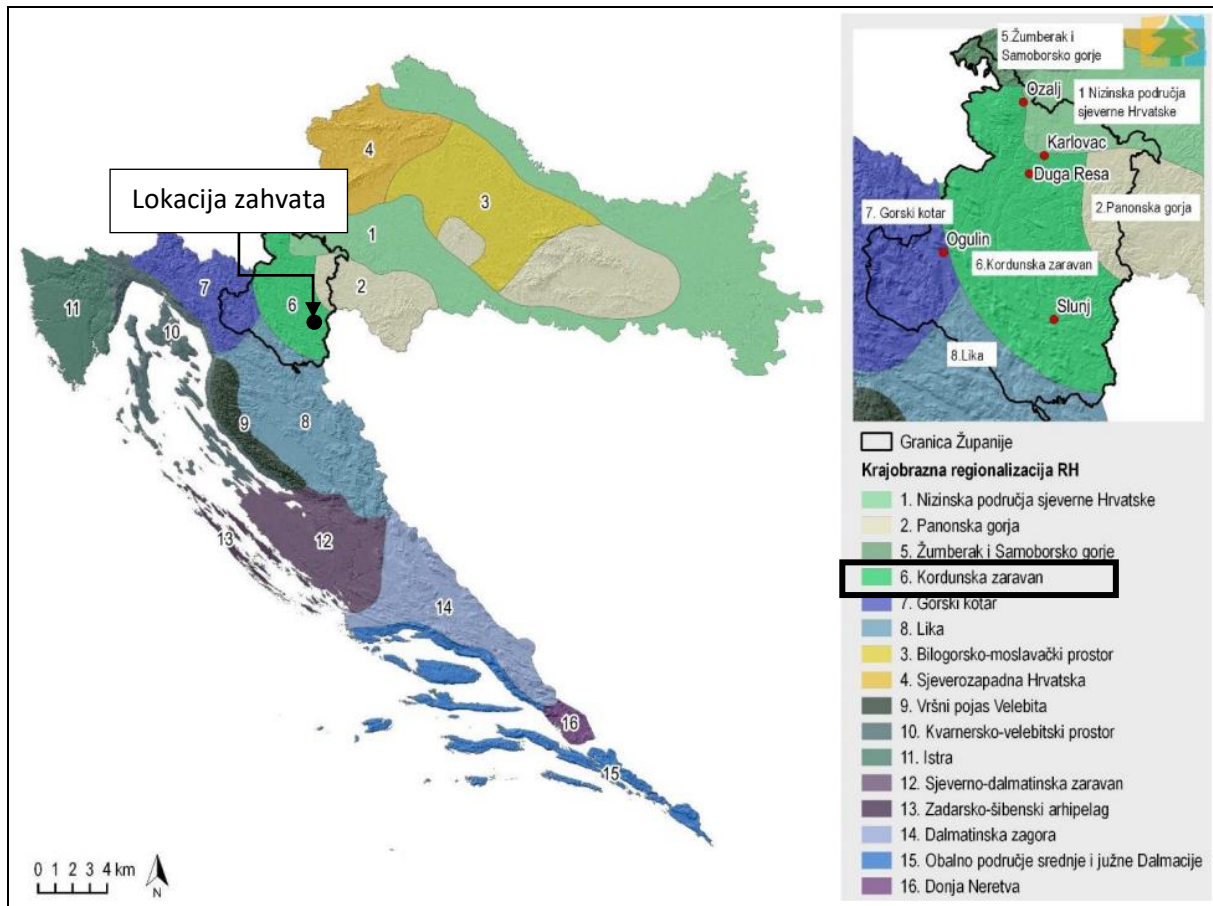 Lokacija zahvata
4
3
1
2
7
6
11
10
9
8
12
13
14
16
15
0 1 2 3 4 km
N
5.Žumberak i
Samoborsko gorje
Ozalj
1 Nizinska područja
sjeverne Hrvatske
Karlovac
Duga Resa
2.Panonska gorja
7. Gorski kotar
Ogulin
6.Kordunska zaravan
Slunj
8.Lika
Granica Županije
Krajobrazna regionalizacija RH
1. Nizinska područja sjeverne Hrvatske
2. Panonska gorja
5. Žumberak i Samoborsko gorje
6. Kordunska zaravan
7. Gorski kotar
8. Lika
3. Bilogorsko-moslavački prostor
4. Sjeverozapadna Hrvatska
9. Vršni pojas Velebita
10. Kvarnersko-velebitski prostor
11. Istra
12. Sjeverno-dalmatinska zaravan
13. Zadarsko-šibenski arhipelag
14. Dalmatinska zagora
15. Obalno područje srednje i južne Dalmacije
16. Donja Neretva